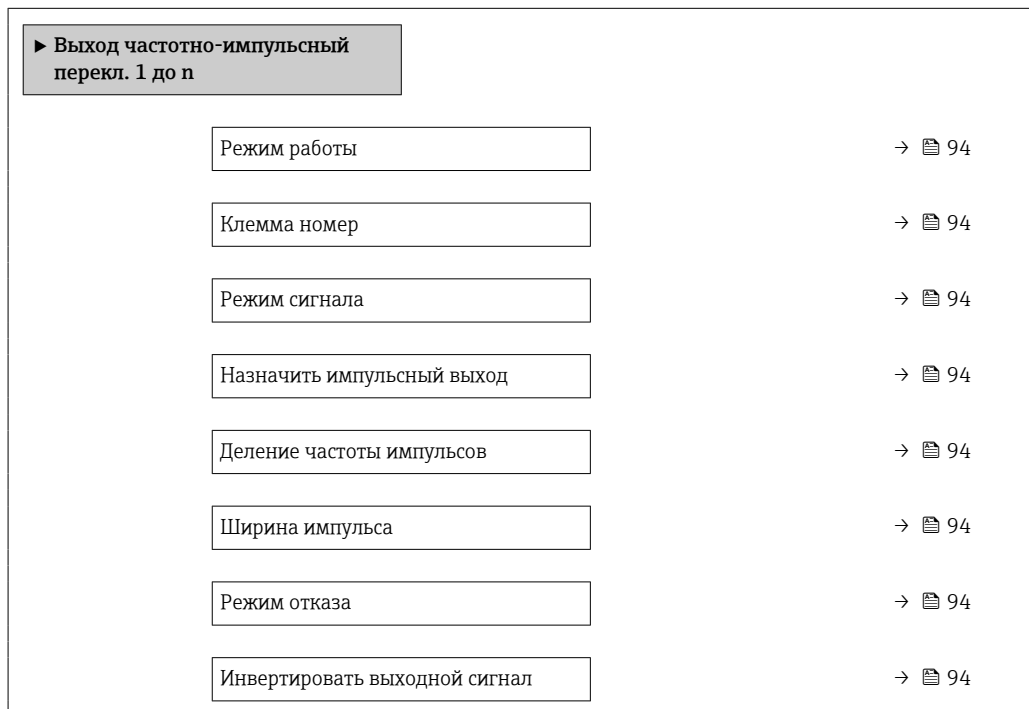 ► Выход частотно-импульсный
перекл. 1 до n
Режим работы → 94
Клемма номер → 94
Режим сигнала → 94
Назначить импульсный выход → 94
Деление частоты импульсов → 94
Ширина импульса → 94
Режим отказа → 94
Инвертировать выходной сигнал → 94